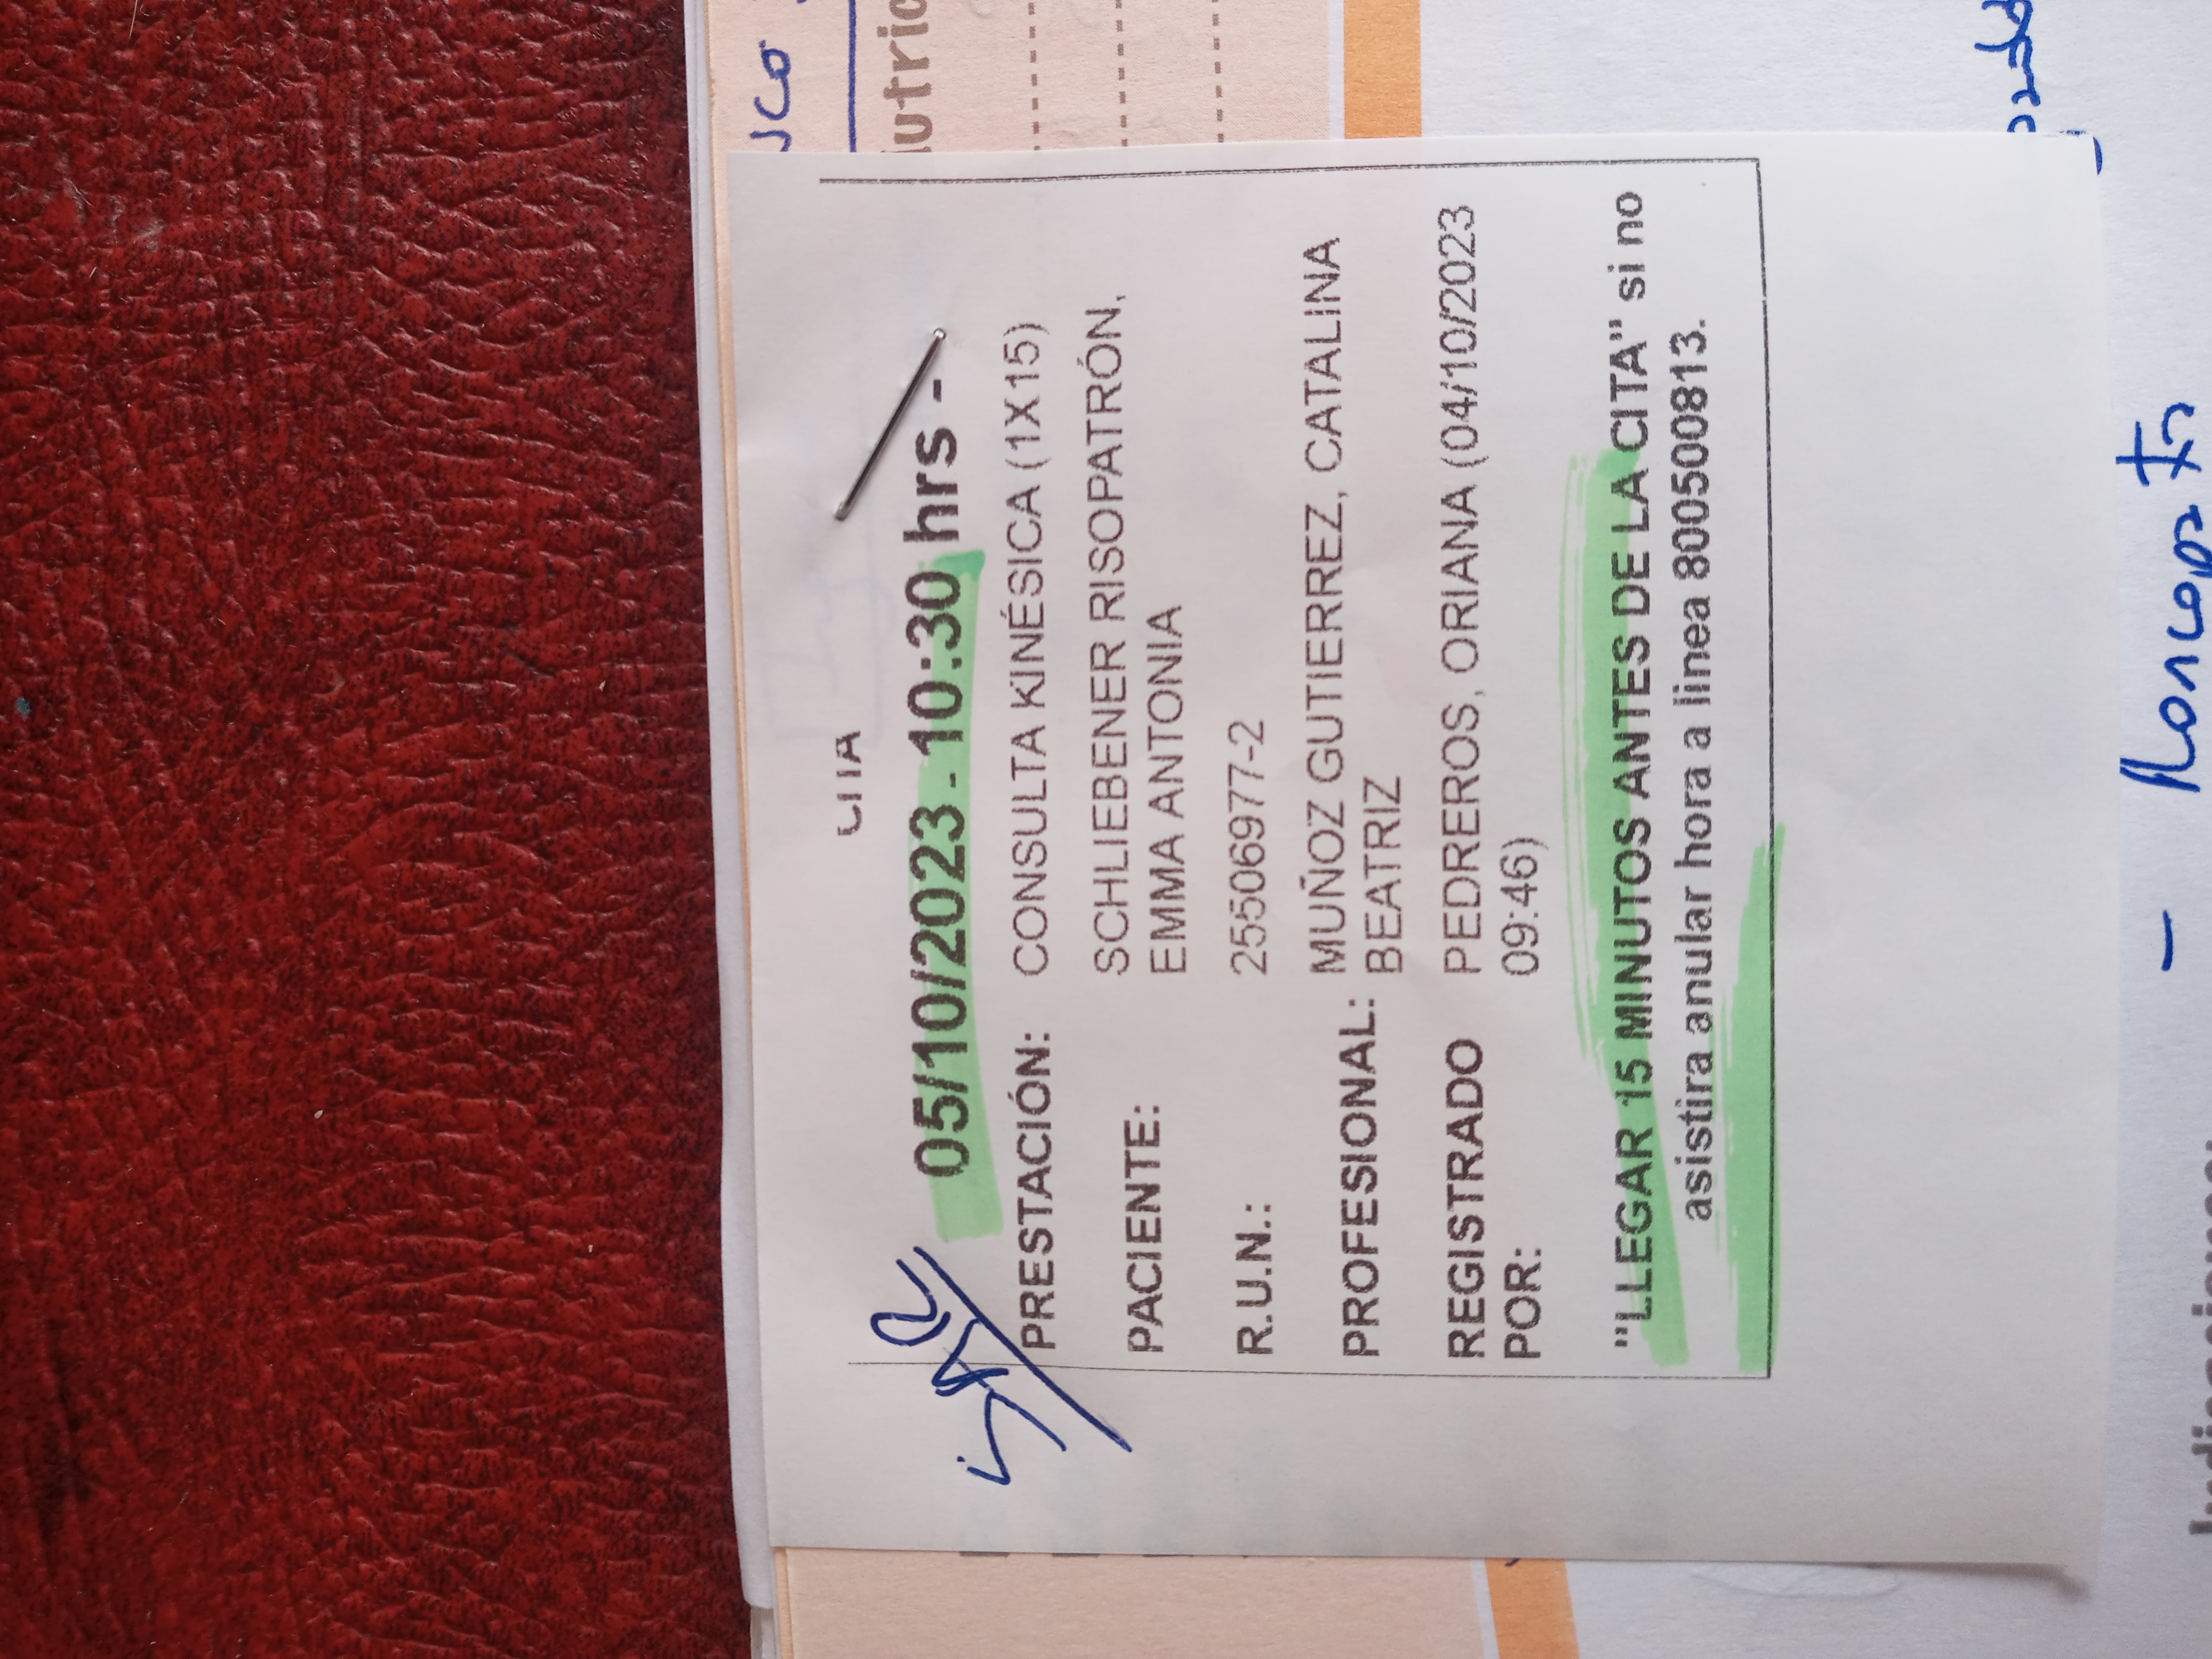 CITA
05/10/2023 - 10:30 hrs -
PRESTACIÓN: CONSULTA KINÉSICA (1X15)
PACIENTE: SCHLIEBENER RISOPATRÓN,
EMMA ANTONIA
R.U.N.: 25506977-2
PROFESIONAL: MUÑOZ GUTIERREZ, CATALINA
BEATRIZ
REGISTRADO PEDREROS, ORIANA (04/10/2023
POR: 09:46)
"LLEGAR 15 MINUTOS ANTES DE LA CITA" si no
asistira anular hora a linea 800500813.